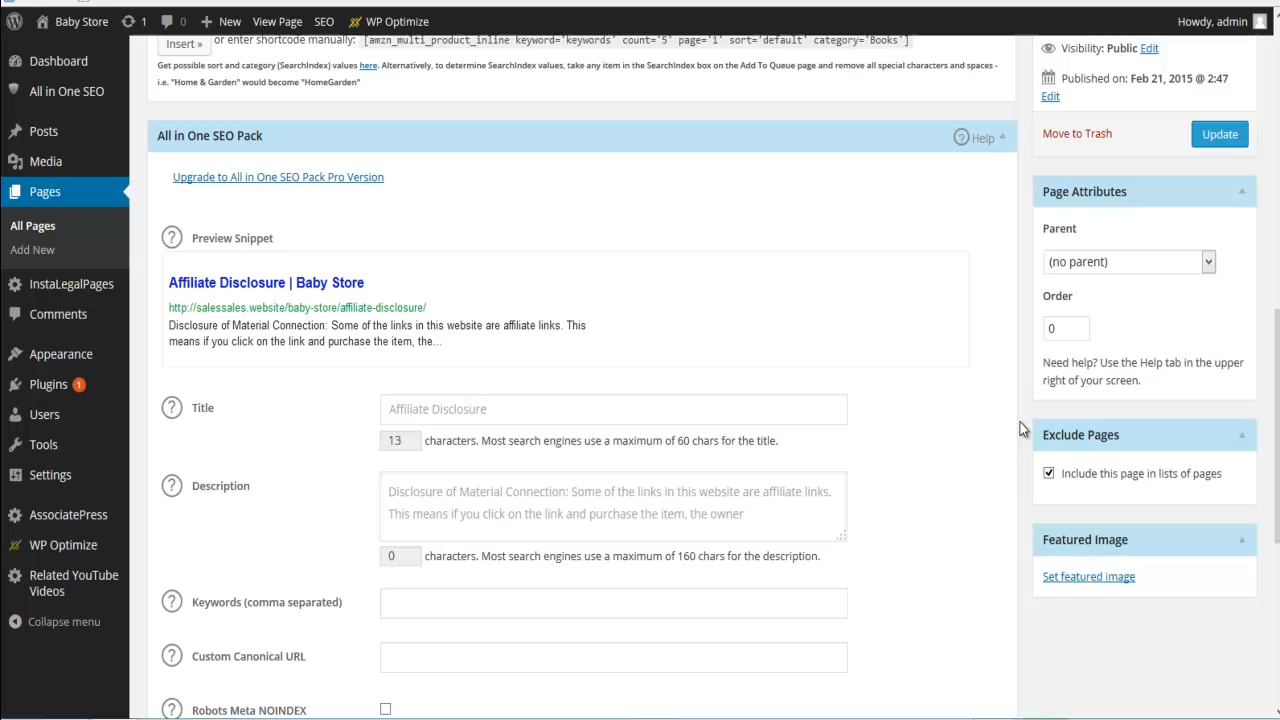 Baby Store 1 0 New View Page SEO WP Optimize Howdy, admin
Dashboard
All in One SEO
Posts
Media
Pages
All Pages
Add New
InstaLegalPages
Comments
Appearance
Plugins 1
Users
Tools
Settings
AssociatePress
WP Optimize
Related YouTube
Videos
Collapse menu
Insert » or enter shortcode manually: [amzn_multi_product_inline keyword='keywords' count='5' page='1' sort='default' category='Books']
Get possible sort and category (SearchIndex) values here. Alternatively, to determine SearchIndex values, take any item in the SearchIndex box on the Add To Queue page and remove all special characters and spaces -
i.e. "Home & Garden" would become "HomeGarden"
All in One SEO Pack
Help
Upgrade to All in One SEO Pack Pro Version
? Preview Snippet
Affiliate Disclosure | Baby Store
http://salessales.website/baby-store/affiliate-disclosure/
Disclosure of Material Connection: Some of the links in this website are affiliate links. This
means if you click on the link and purchase the item, the...
? Title
Affiliate Disclosure
13 characters. Most search engines use a maximum of 60 chars for the title.
? Description
Disclosure of Material Connection: Some of the links in this website are affiliate links.
This means if you click on the link and purchase the item, the owner
0 characters. Most search engines use a maximum of 160 chars for the description.
? Keywords (comma separated)
? Custom Canonical URL
? Robots Meta NOINDEX
Visibility: Public Edit
Published on: Feb 21, 2015 @ 2:47
Edit
Move to Trash
Update
Page Attributes
Parent
(no parent)
Order
0
Need help? Use the Help tab in the upper
right of your screen.
Exclude Pages
Include this page in lists of pages
Featured Image
Set featured image